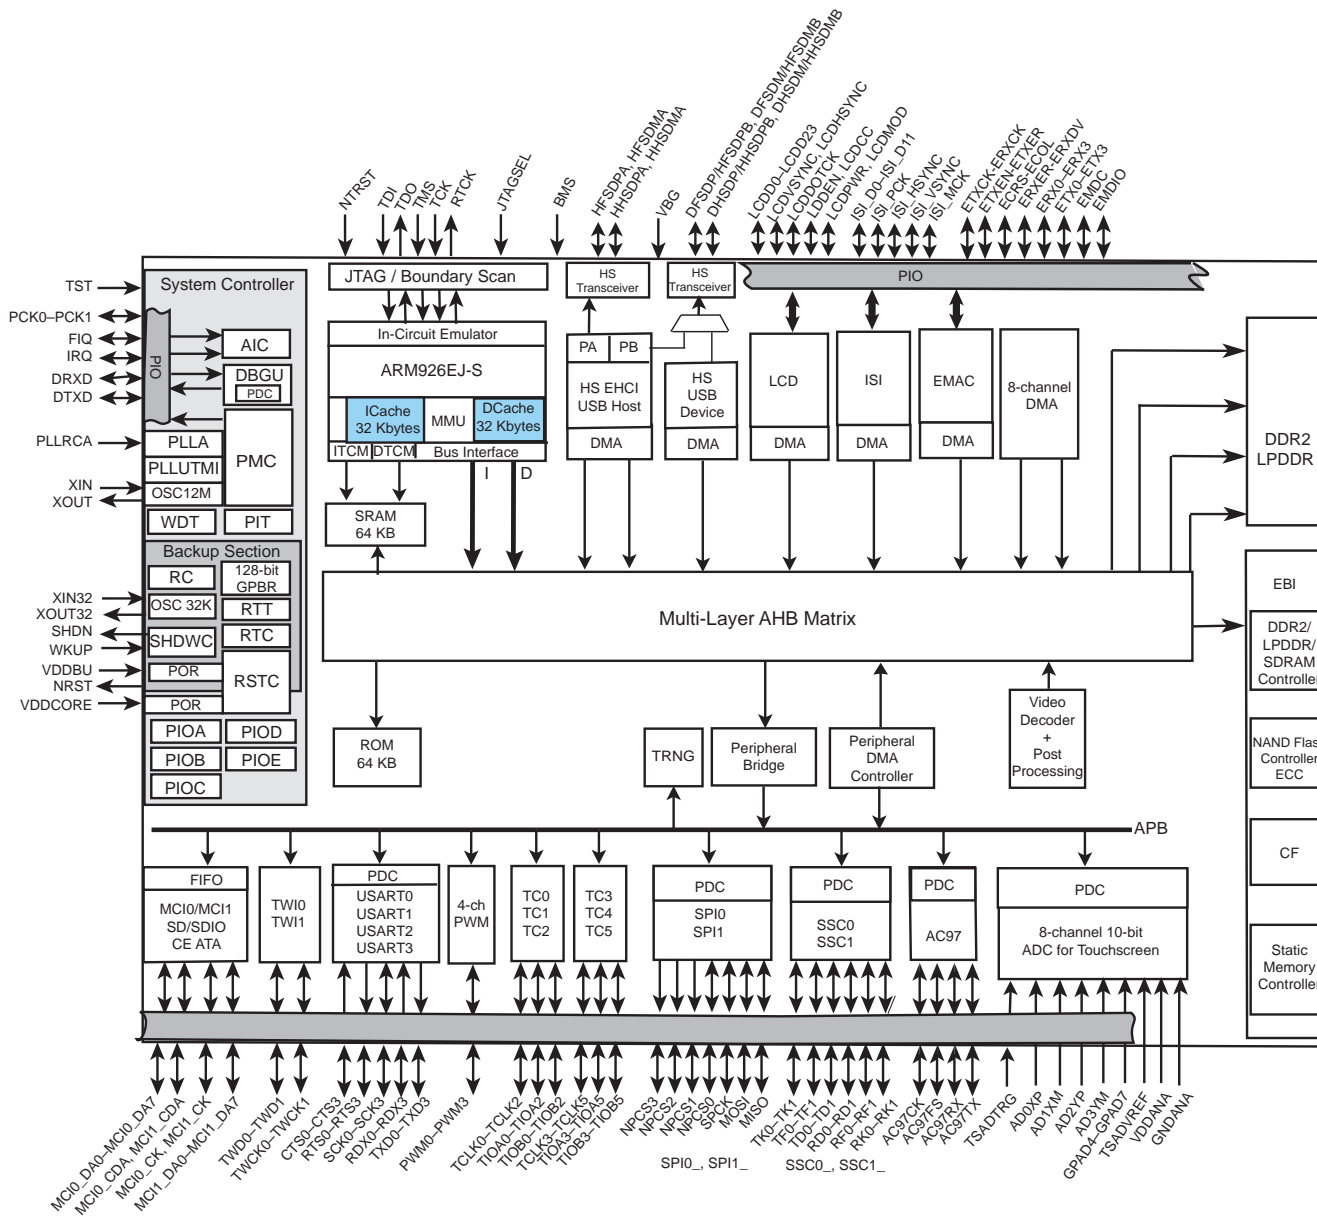 NTRST
TDI
TDO
TMS
TCK
RTCK
JTAGSEL
BMS
HFSDPA, HFSDMA
HHSDPA, HHSDMA
VBG
DFSDP/HFSDPB, DFSDM/HFSDMB
DHSDP/HHSDPB, DHSDM/HHSDMB
LCDD0–LCDD23
LCDVSYNC, LCDHSYNC
LCDDOTCK
LDDEN, LCDCC
LCDPWR, LCDMOD
ISI_D0–ISI_D11
ISI_PCK
ISI_HSYNC
ISI_VSYNC
ISI_MCK
ETXCK-ERXCK
ETXEN-ETXER
ECRS-ECOL
ERXER-ERXDV
ERX0–ERX3
ETX0–ETX3
EMDC
EMDIO
TST
PCK0–PCK1
FIQ
IRQ
DRXD
DTXD
PLLRCA
XIN
XOUT
XIN32
XOUT32
SHDN
WKUP
VDDBU
NRST
VDDCORE
System Controller
PIO
AIC
DBGU
PDC
PLLA
PLLUTMI
OSC12M
PMC
WDT
PIT
Backup Section
RC
128-bit
GPBR
OSC 32K
RTT
SHDWC
RTC
POR
RSTC
POR
PIOA
PIOD
PIOB
PIOE
PIOC
JTAG / Boundary Scan
In-Circuit Emulator
ARM926EJ-S
ICache
32 Kbytes
MMU
DCache
32 Kbytes
ITCM
DTCM
Bus Interface
I
D
SRAM
64 KB
HS
Transceiver
HS
Transceiver
PA
PB
HS EHCI
USB Host
DMA
HS
USB
Device
DMA
PIO
LCD
DMA
ISI
DMA
EMAC
DMA
8-channel
DMA
DDR2
LPDDR
Multi-Layer AHB Matrix
EBI
DDR2/
LPDDR/
SDRAM
Controller
NAND Flas
Controller
ECC
CF
Static
Memory
Controller
ROM
64 KB
TRNG
Peripheral
Bridge
Peripheral
DMA
Controller
Video
Decoder
+
Post
Processing
APB
FIFO
MCI0/MCI1
SD/SDIO
CE ATA
TWI0
TWI1
PDC
USART0
USART1
USART2
USART3
4-ch
PWM
TC0
TC1
TC2
TC3
TC4
TC5
PDC
SPI0
SPI1
PDC
SSC0
SSC1
PDC
AC97
PDC
8-channel 10-bit
ADC for Touchscreen
MCI0_DA0–MCI0_DA7
MCI0_CDA, MCI1_CDA
MCI0_CK, MCI1_CK
MCI1_DA0–MCI1_DA7
TWD0–TWD1
TWCK0–TWCK1
CTS0–CTS3
RTS0–RTS3
SCK0–SCK3
RDX0–RDX3
TXD0–TXD3
PWM0–PWM3
TCLK0–TCLK2
TIOA0–TIOA2
TIOB0–TIOB2
TCLK3–TCLK5
TIOA3–TIOA5
TIOB3–TIOB5
NPCS3
NPCS2
NPCS1
NPCS0
SPCK
MOSI
MISO
SPI0_, SPI1_
TK0–TK1
TF0–TF1
TD0–TD1
RD0–RD1
RF0–RF1
RK0–RK1
SSC0_, SSC1_
AC97CK
AC97FS
AC97RX
AC97TX
TSADTRG
AD0XP
AD1XM
AD2YP
AD3YM
GPAD4–GPAD7
TSADVREF
VDDANA
GNDANA